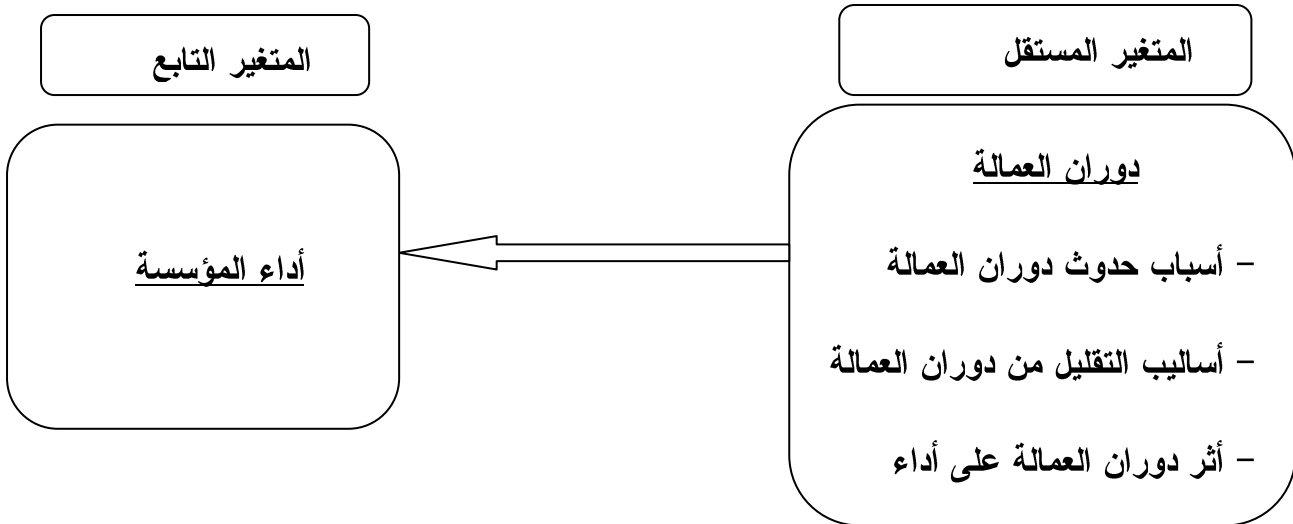 المتغير المستقل
دوران العمالة
- أسباب حدوث دوران العمالة
- أساليب التقليل من دوران العمالة
- أثر دوران العمالة على أداء
المتغير التابع
أداء المؤسسة